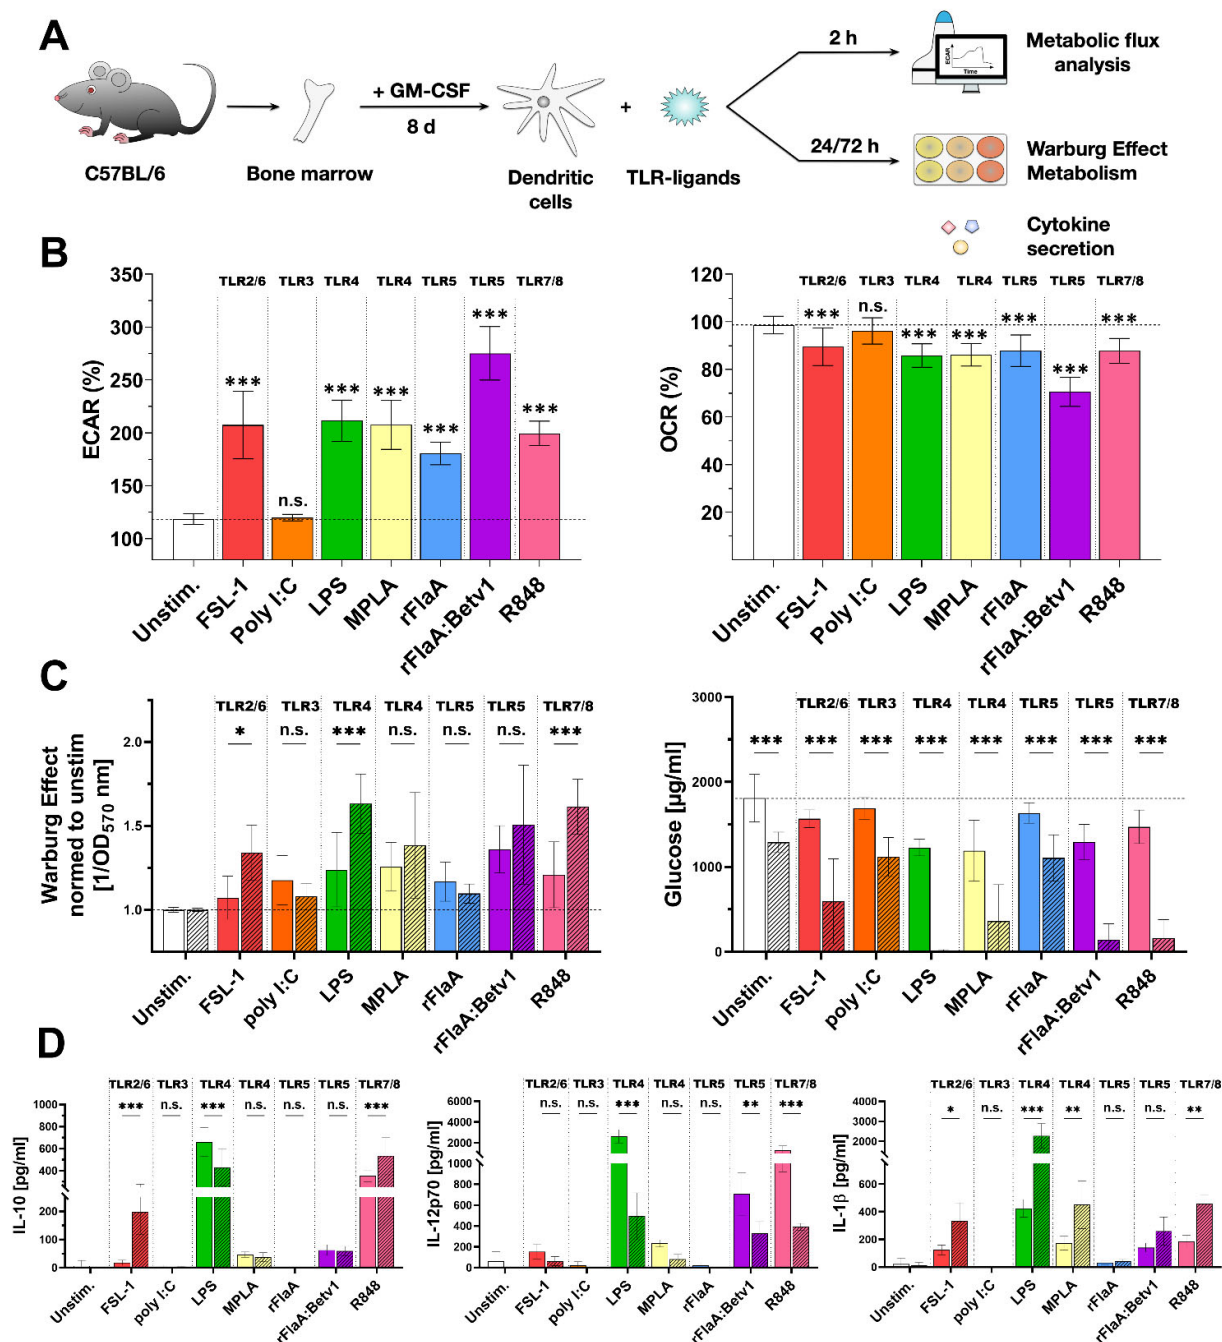 A
C57BL/6
Bone marrow
+ GM-CSF
8 d
Dendritic
cells
+
TLR-ligands
2 h
ECAR
Time
Metabolic flux
analysis
24/72 h
Warburg Effect
Metabolism
Cytokine
secretion
B
ECAR (%)
350
300
250
200
150
100
TLR2/6 TLR3 TLR4 TLR4 TLR5 TLR5 TLR7/8
*** n.s. *** *** *** *** ***
Unstim. FSL-1 Poly I:C LPS MPLA rFlaA rFlaA:Betv1 R848
OCR (%)
120
100
80
60
40
20
TLR2/6 TLR3 TLR4 TLR4 TLR5 TLR5 TLR7/8
*** n.s. *** *** *** *** ***
Unstim. FSL-1 Poly I:C LPS MPLA rFlaA rFlaA:Betv1 R848
C
Warburg Effect
normed to unstim
[1/OD570 nm]
2.0
1.5
1.0
TLR2/6 TLR3 TLR4 TLR4 TLR5 TLR5 TLR7/8
* n.s. *** n.s. n.s. n.s. ***
Unstim. FSL-1 poly I:C LPS MPLA rFlaA rFlaA:Betv1 R848
Glucose [µg/ml]
3000
2000
1000
0
TLR2/6 TLR3 TLR4 TLR4 TLR5 TLR5 TLR7/8
*** *** *** *** *** *** *** ***
Unstim. FSL-1 poly I:C LPS MPLA rFlaA rFlaA:Betv1 R848
D
IL-10 [pg/ml]
1000
800
600
400
200
0
TLR2/6 TLR3 TLR4 TLR4 TLR5 TLR5 TLR7/8
*** n.s. *** n.s. n.s. n.s. ***
Unstim. FSL-1 poly I:C LPS MPLA rFlaA rFlaA:Betv1 R848
IL-12p70 [pg/ml]
6000
4000
2000
1000
800
600
400
200
0
TLR2/6 TLR3 TLR4 TLR4 TLR5 TLR5 TLR7/8
n.s. n.s. *** n.s. n.s. ** ***
Unstim. FSL-1 poly I:C LPS MPLA rFlaA rFlaA:Betv1 R848
IL-1β [pg/ml]
4000
3000
2000
1000
600
400
200
0
TLR2/6 TLR3 TLR4 TLR4 TLR5 TLR5 TLR7/8
* n.s. *** ** n.s. n.s. **
Unstim. FSL-1 poly I:C LPS MPLA rFlaA rFlaA:Betv1 R848